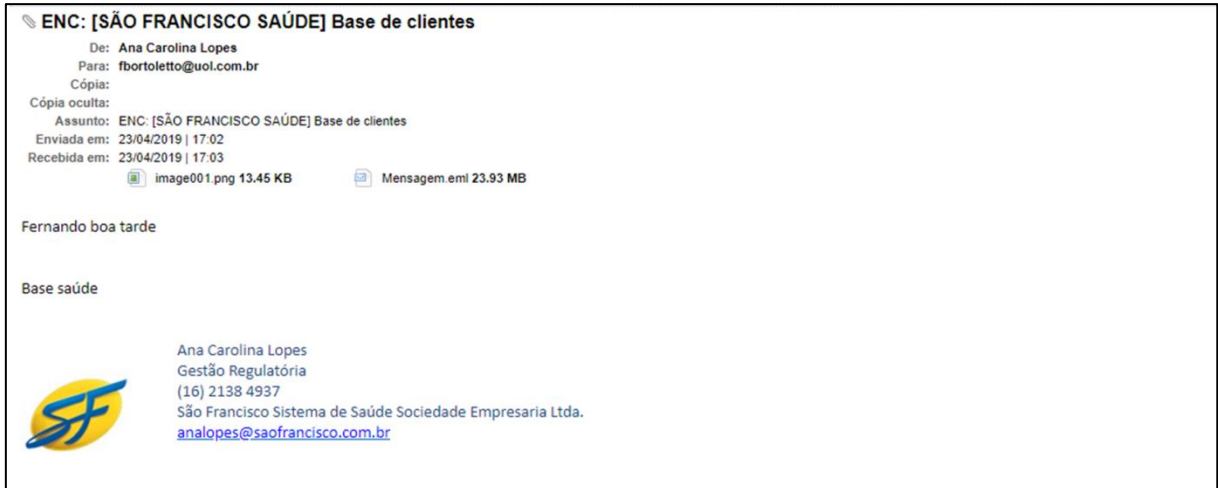 ENC: [SÃO FRANCISCO SAÚDE] Base de clientes
De: Ana Carolina Lopes
Para: fbortoletto@uol.com.br
Cópia:
Cópia oculta:
Assunto: ENC: [SÃO FRANCISCO SAÚDE] Base de clientes
Enviada em: 23/04/2019 | 17:02
Recebida em: 23/04/2019 | 17:03
image001.png 13.45 KB Mensagem.eml 23.93 MB
Fernando boa tarde
Base saúde
Ana Carolina Lopes
Gestão Regulatória
(16) 2138 4937
São Francisco Sistema de Saúde Sociedade Empresaria Ltda.
analopes@saofrancisco.com.br
SF